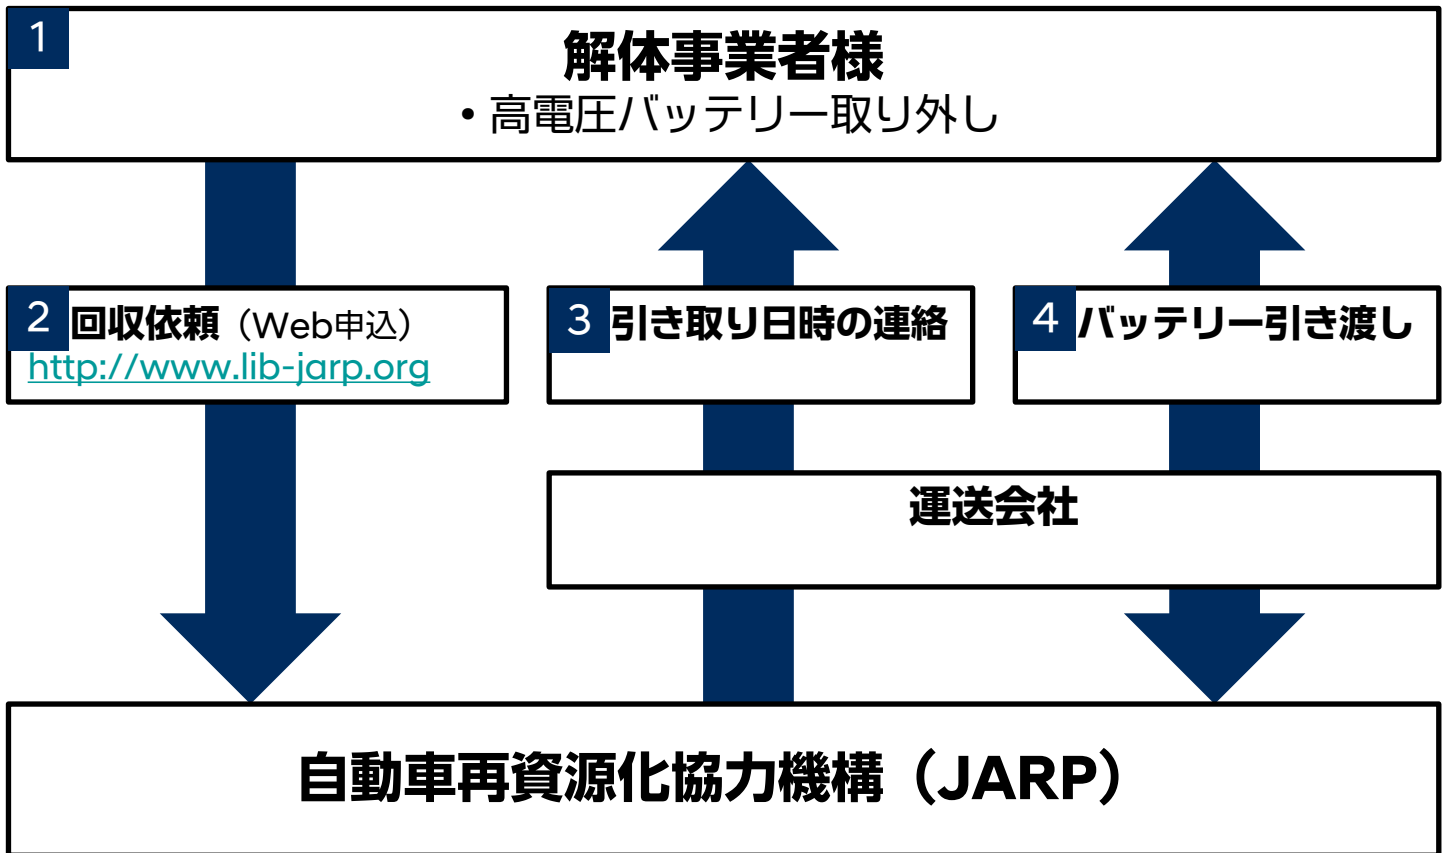 1
解体事業者様
• 高電圧バッテリー取り外し
2 回収依頼（Web申込）
http://www.lib-jarp.org
3 引き取り日時の連絡
4 バッテリー引き渡し
運送会社
自動車再資源化協力機構（JARP）